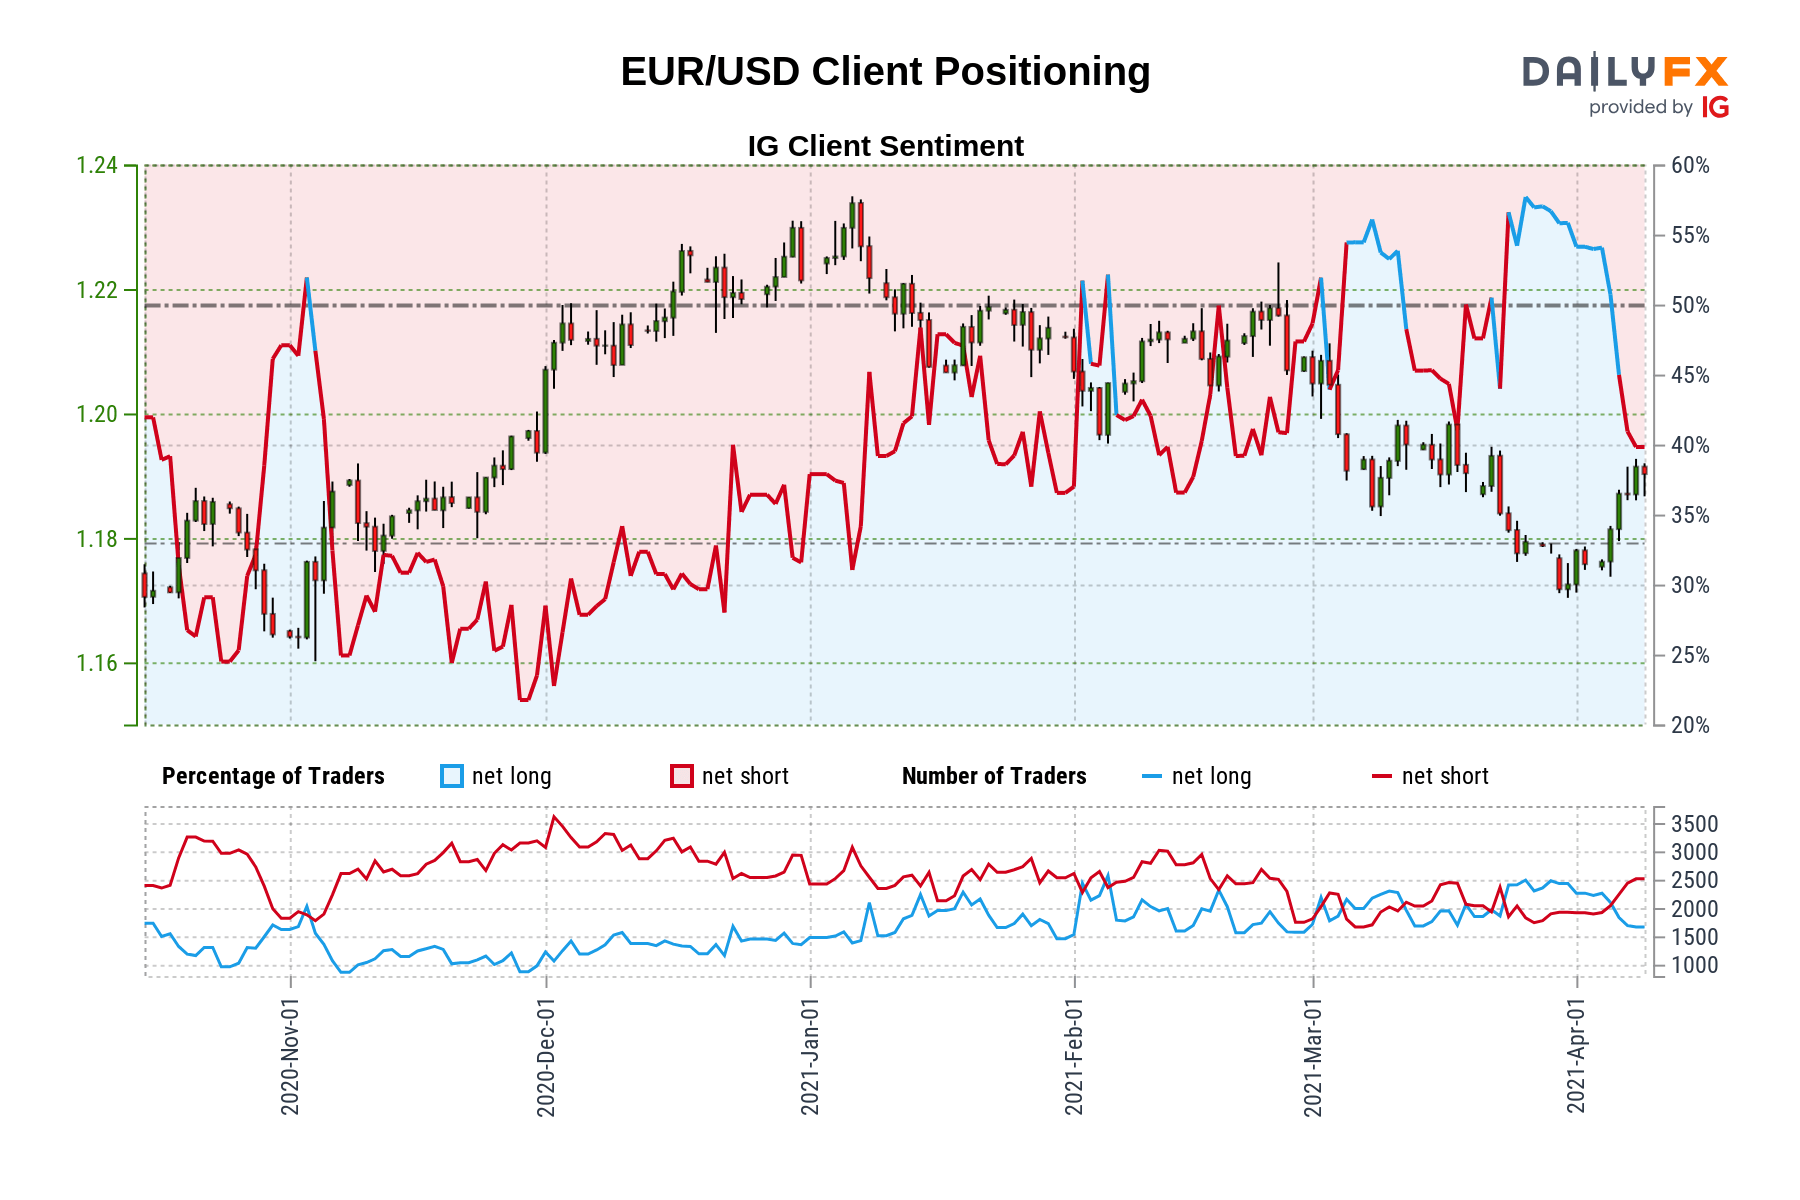 EUR/USD Client Positioning
DAILYFX
provided by IG
IG Client Sentiment
1.24
1.22
1.20
1.18
1.16
60%
55%
50%
45%
40%
35%
30%
25%
20%
Percentage of Traders
net long
net short
Number of Traders
net long
net short
3500
3000
2500
2000
1500
1000
2020-Nov-01
2020-Dec-01
2021-Jan-01
2021-Feb-01
2021-Mar-01
2021-Apr-01